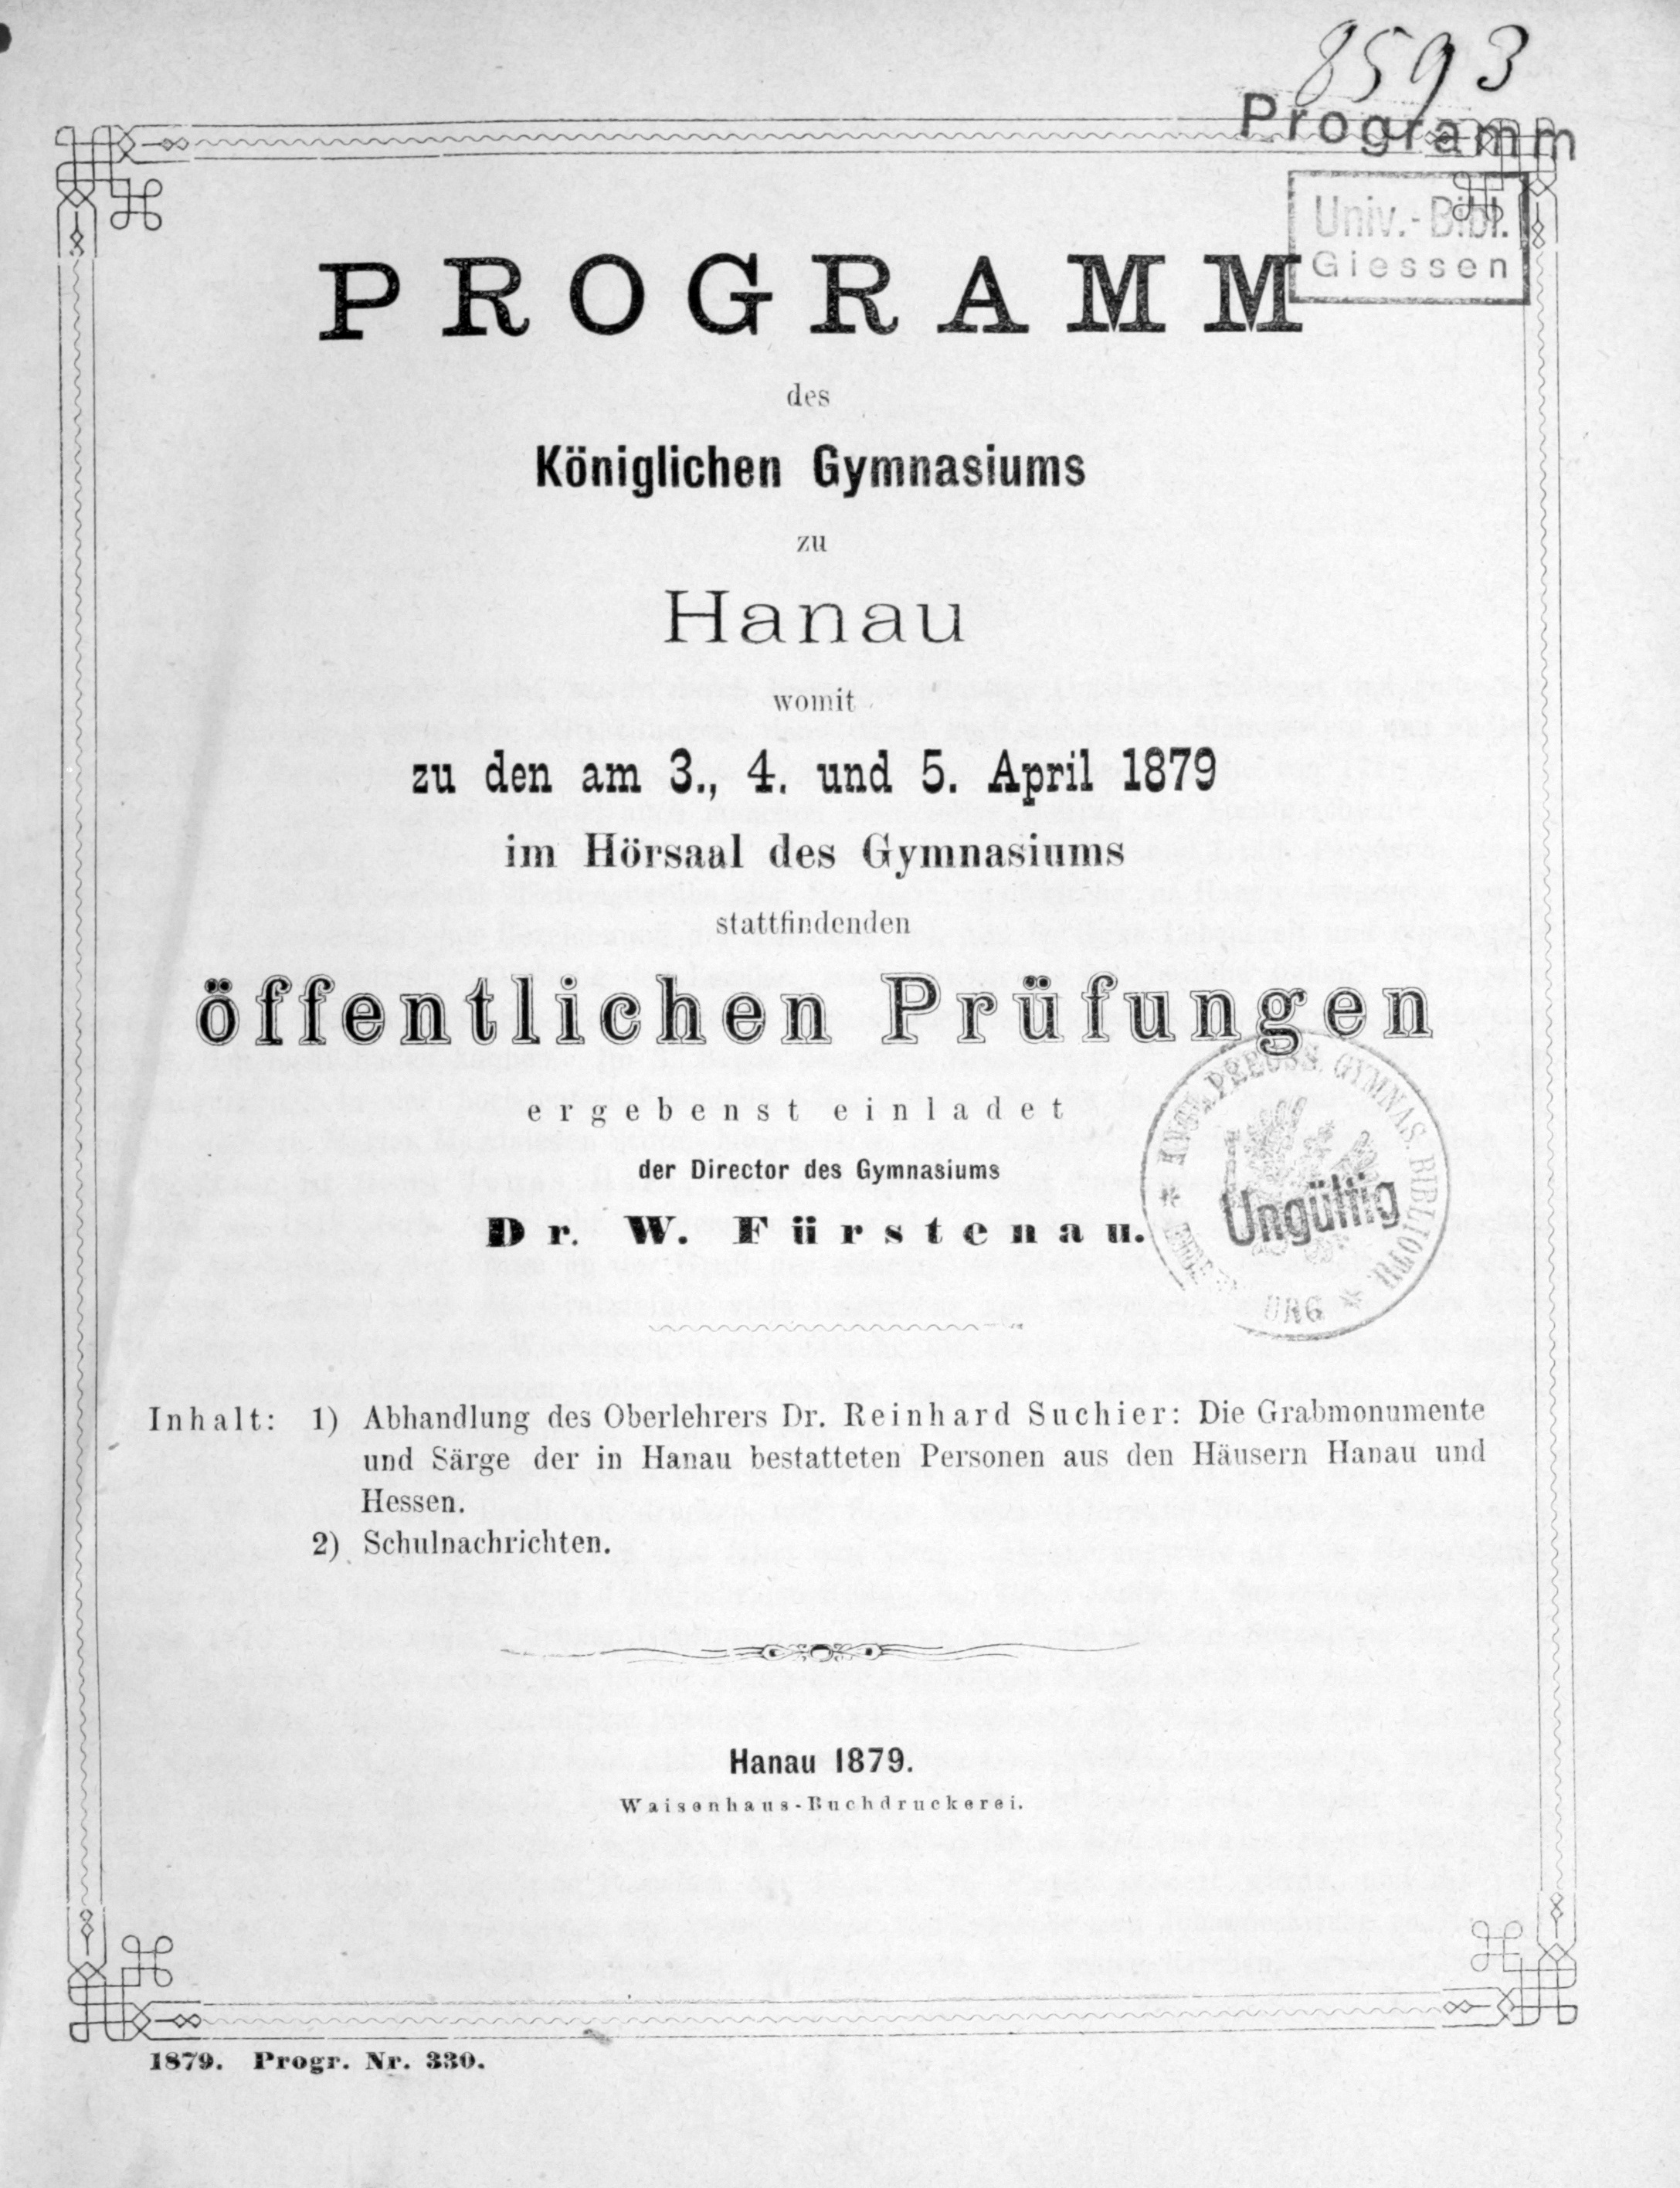 8593
Programm
Univ.-Bibl.
Giessen
PROGRAMM
des
Königlichen Gymnasiums
zu
Hanau
womit
zu den am 3., 4. und 5. April 1879
im Hörsaal des Gymnasiums
stattfindenden
öffentlichen Prüfungen
ergebenst einladet
der Director des Gymnasiums
Dr. W. Fürstenau.
PREUSS. GYMNAS. BIBLIOTH.
Ungültig
Inhalt: 1) Abhandlung des Oberlehrers Dr. Reinhard Suchier: Die Grabmonumente
und Särge der in Hanau bestatteten Personen aus den Häusern Hanau und
Hessen.
2) Schulnachrichten.
Hanau 1879.
Waisenhaus-Buchdruckerei.
1879. Progr. Nr. 330.